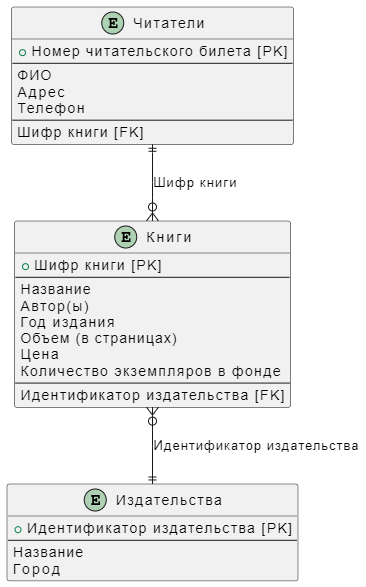 E Читатели
Номер читательского билета [PK]
ФИО
Адрес
Телефон
Шифр книги [FK]
Шифр книги
E Книги
Шифр книги [PK]
Название
Автор(ы)
Год издания
Объем (в страницах)
Цена
Количество экземпляров в фонде
Идентификатор издательства [FK]
Идентификатор издательства
E Издательства
Идентификатор издательства [PK]
Название
Город